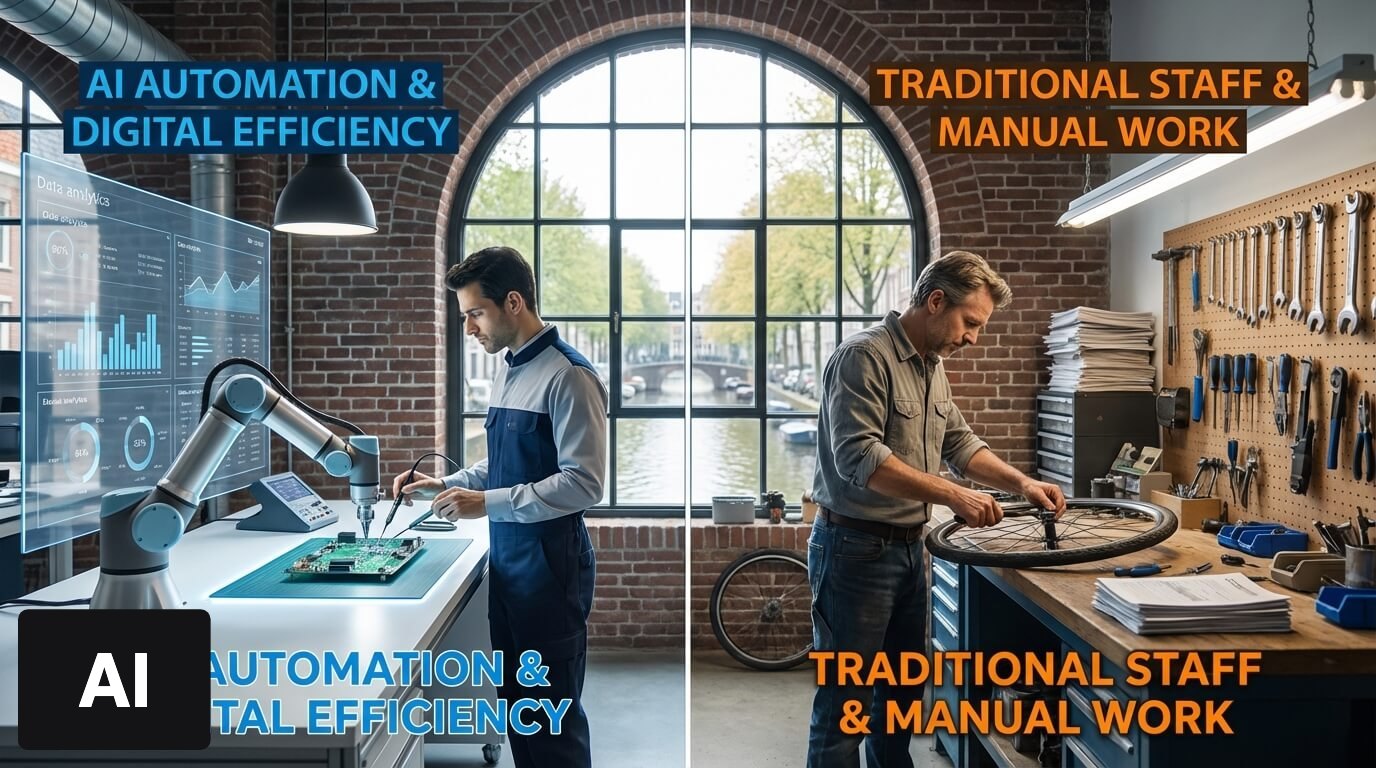 AI AUTOMATION &
DIGITAL EFFICIENCY
TRADITIONAL STAFF &
MANUAL WORK
Data analytics
AUTOMATION &
TAL EFFICIENCY
TRADITIONAL STAFF
& MANUAL WORK
AI